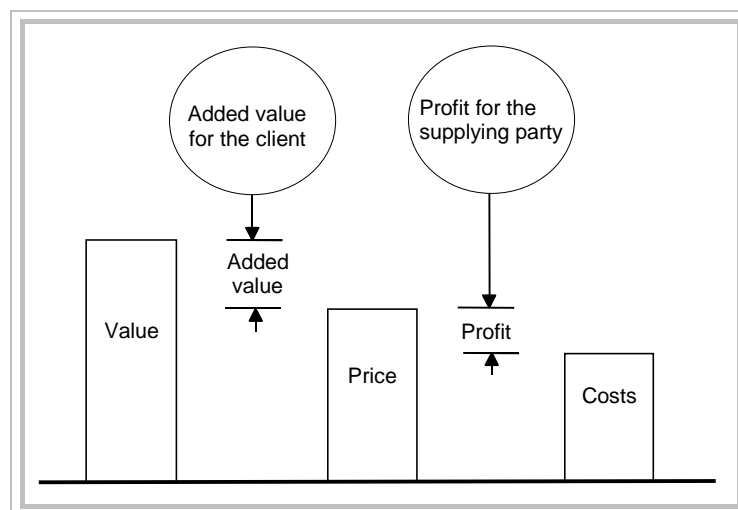 Added value
for the client
Profit for the
supplying party
Added
value
Value
Profit
Price
Costs